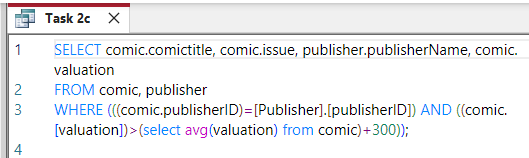 Task 2c
1 SELECT comic.comictitle, comic.issue, publisher.publisherName, comic.
valuation
2 FROM comic, publisher
3 WHERE (((comic.publisherID)=[Publisher].[publisherID]) AND ((comic.
[valuation])>(select avg(valuation) from comic)+300));
4